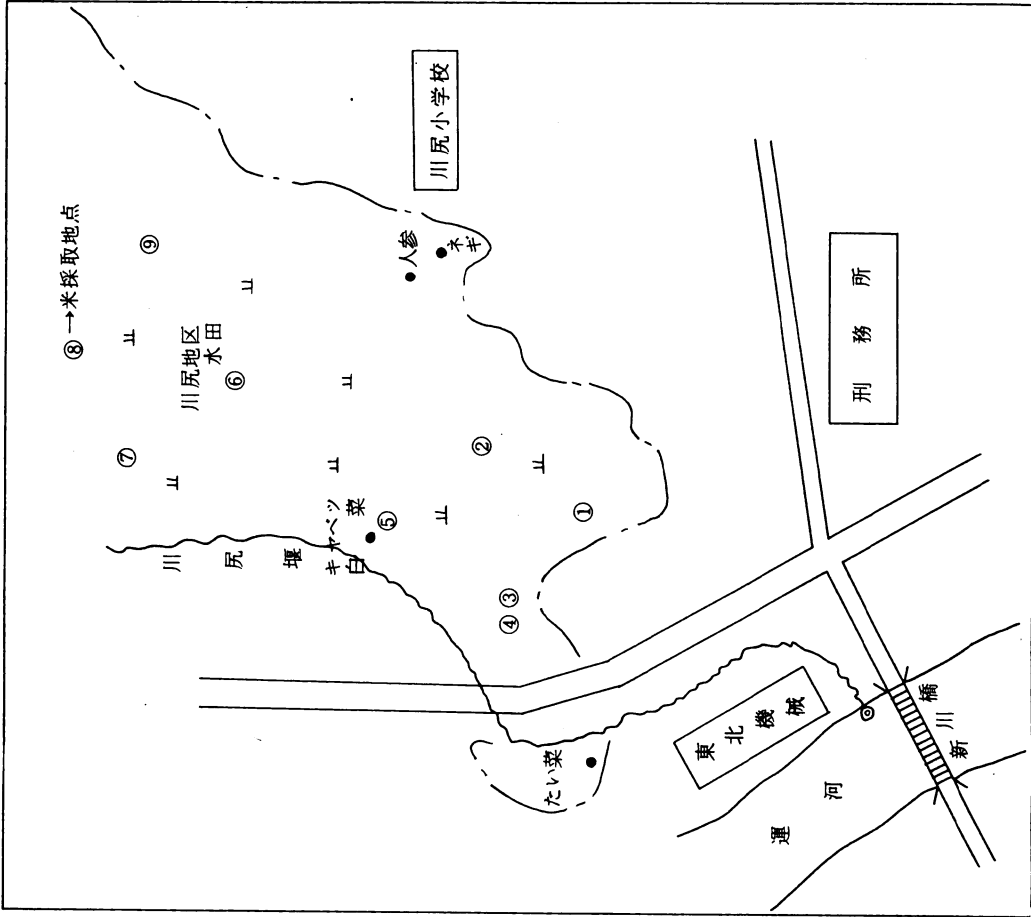 ⑧→米採取地点
⑨
川尻地区
水田
⑦
⑥
川尻小学校
人参
ネギ
②
①
⑤
キャベツ
白菜
川尻堰
④③
刑務所
たい菜
東北機械
運河
新川橋